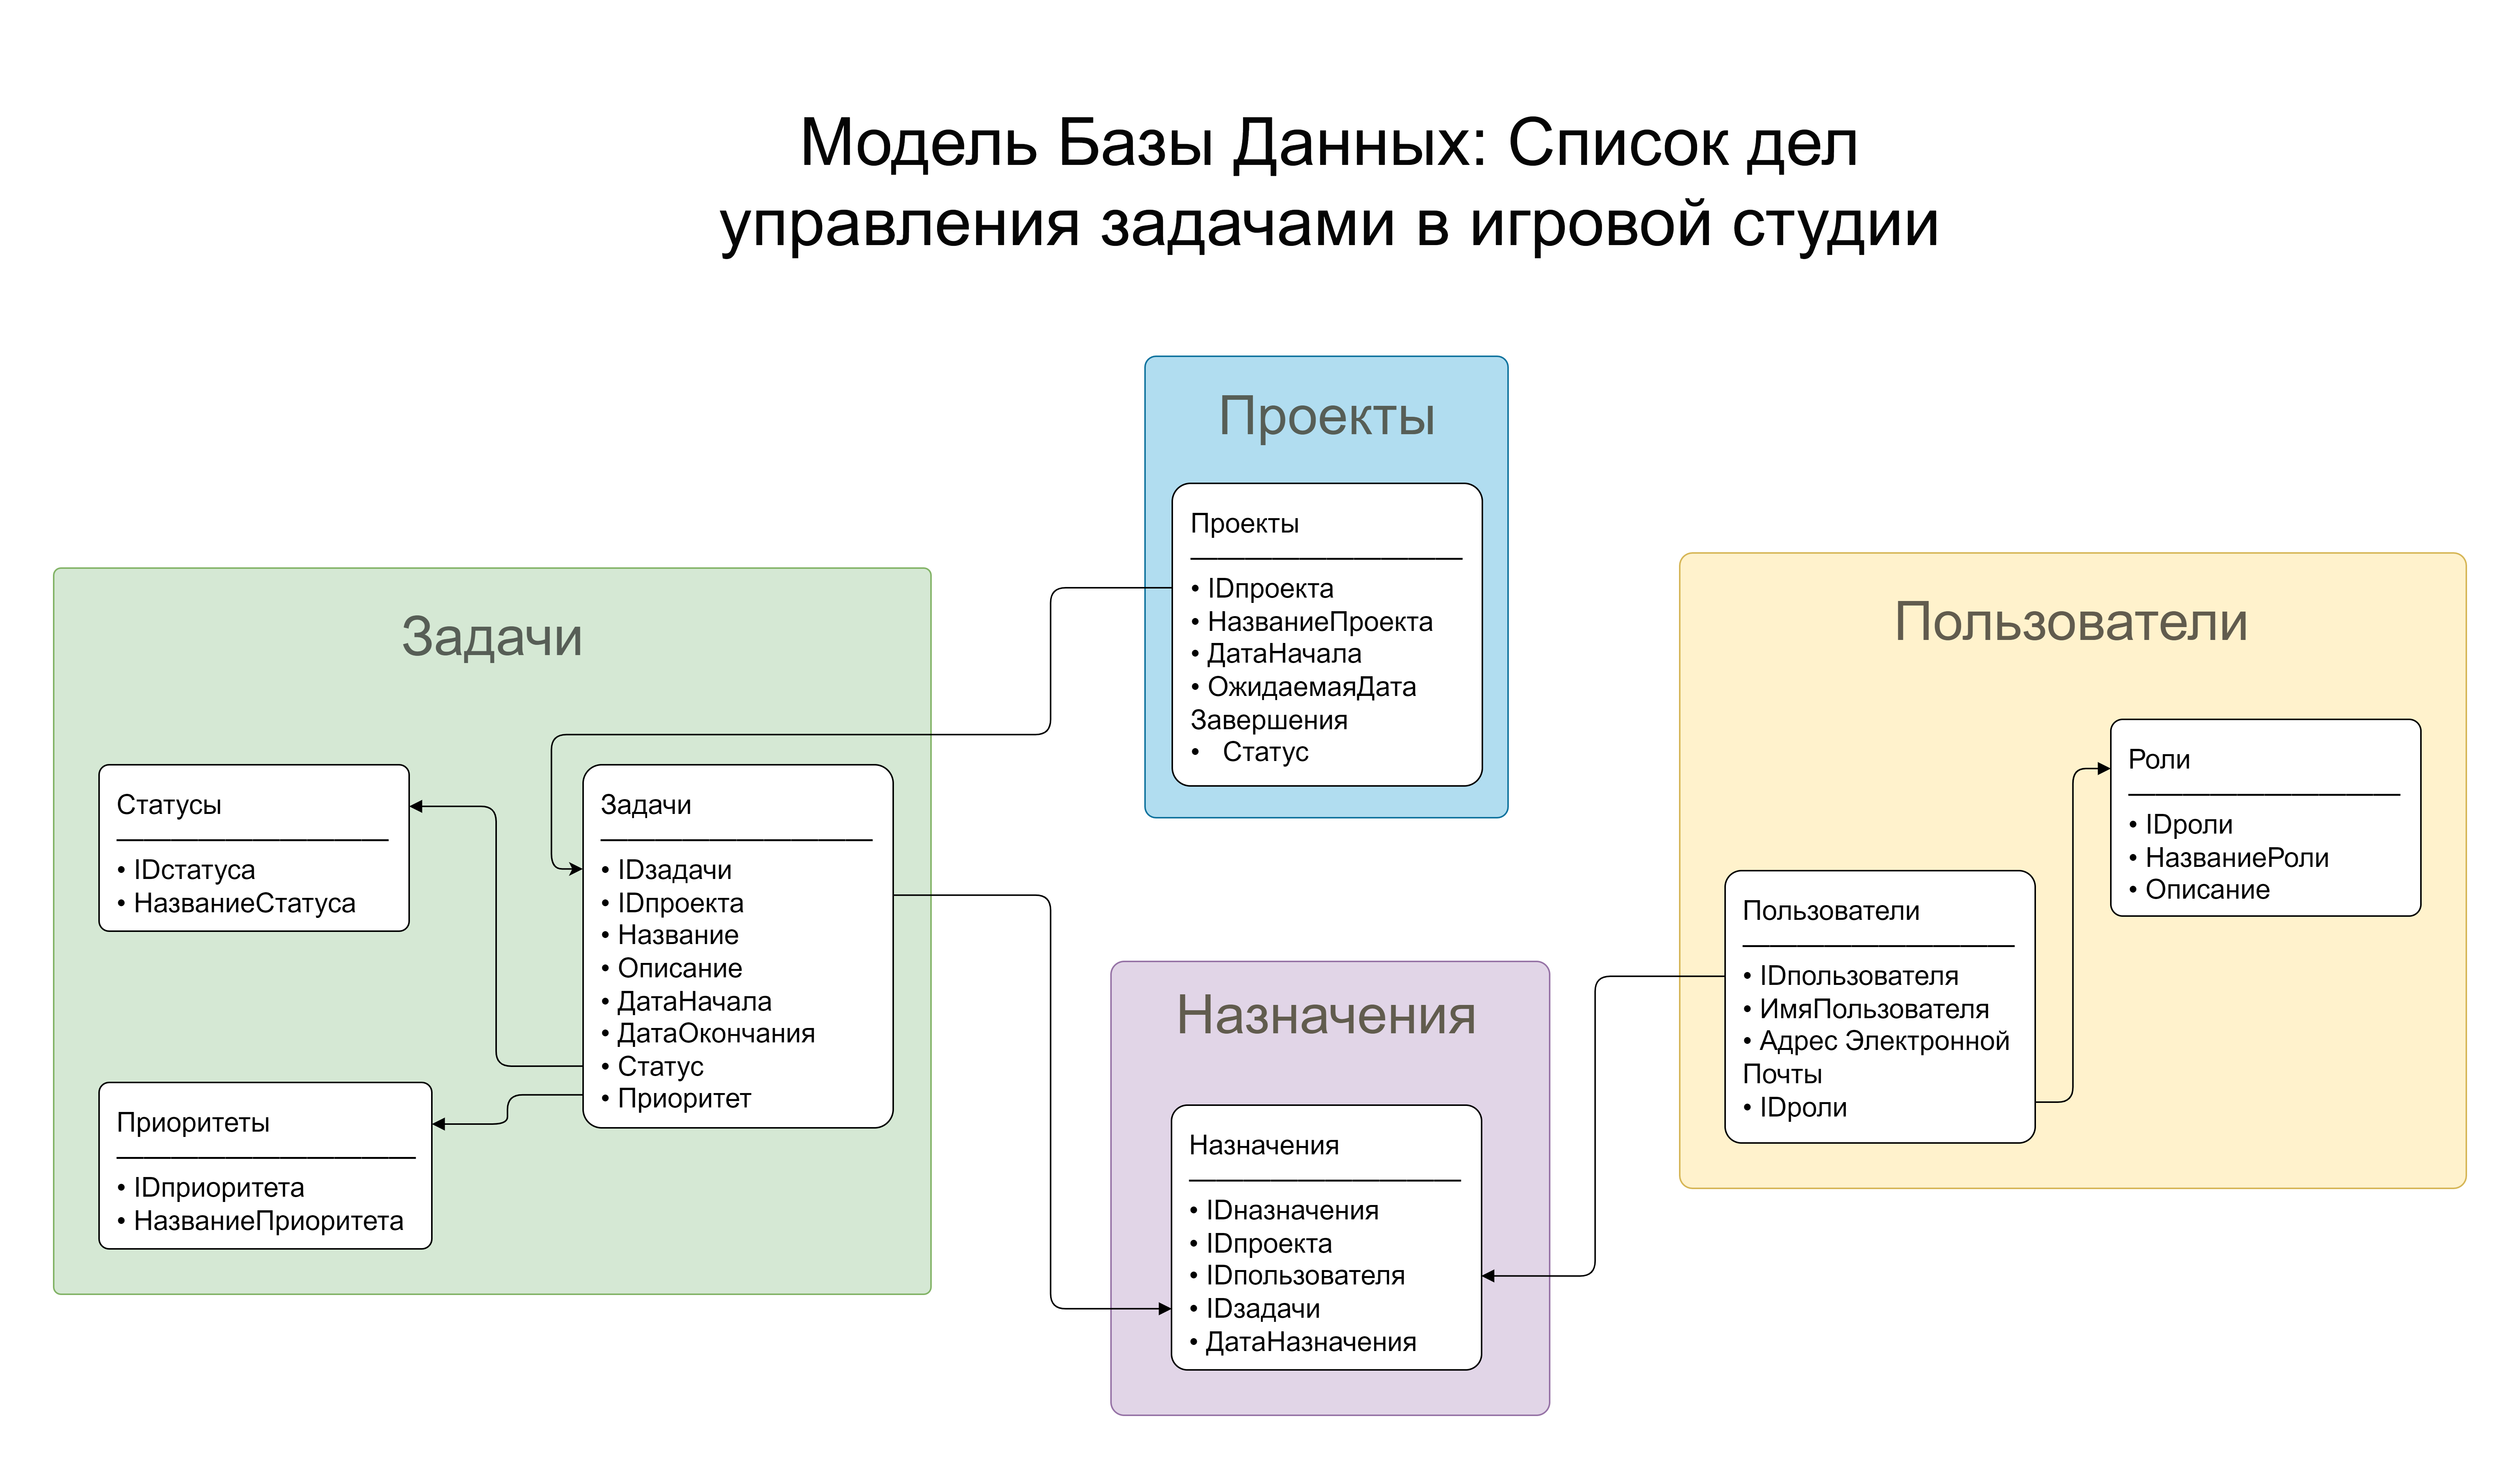 Модель Базы Данных: Список дел
управления задачами в игровой студии
Проекты
Проекты
• IDпроекта
• НазваниеПроекта
• ДатаНачала
• ОжидаемаяДата
Завершения
• Статус
Задачи
Статусы
• IDстатуса
• НазваниеСтатуса
Задачи
• IDзадачи
• IDпроекта
• Название
• Описание
• ДатаНачала
• ДатаОкончания
• Статус
• Приоритет
Приоритеты
• IDприоритета
• НазваниеПриоритета
Назначения
Назначения
• IDназначения
• IDпроекта
• IDпользователя
• IDзадачи
• ДатаНазначения
Пользователи
Пользователи
• IDпользователя
• ИмяПользователя
• Адрес Электронной
Почты
• IDроли
Роли
• IDроли
• НазваниеРоли
• Описание